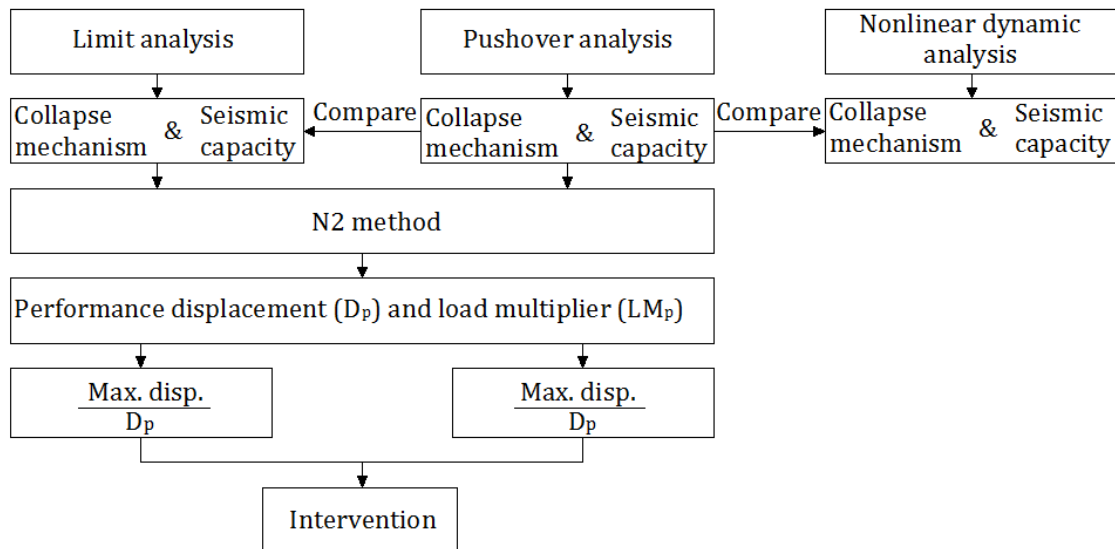 Limit analysis
Pushover analysis
Nonlinear dynamic
analysis
Collapse
mechanism
&
Seismic
capacity
Compare
Collapse
mechanism
&
Seismic
capacity
Compare
Collapse
mechanism
&
Seismic
capacity
N2 method
Performance displacement (Dp) and load multiplier (LMp)
Max. disp.
Dp
Max. disp.
Dp
Intervention